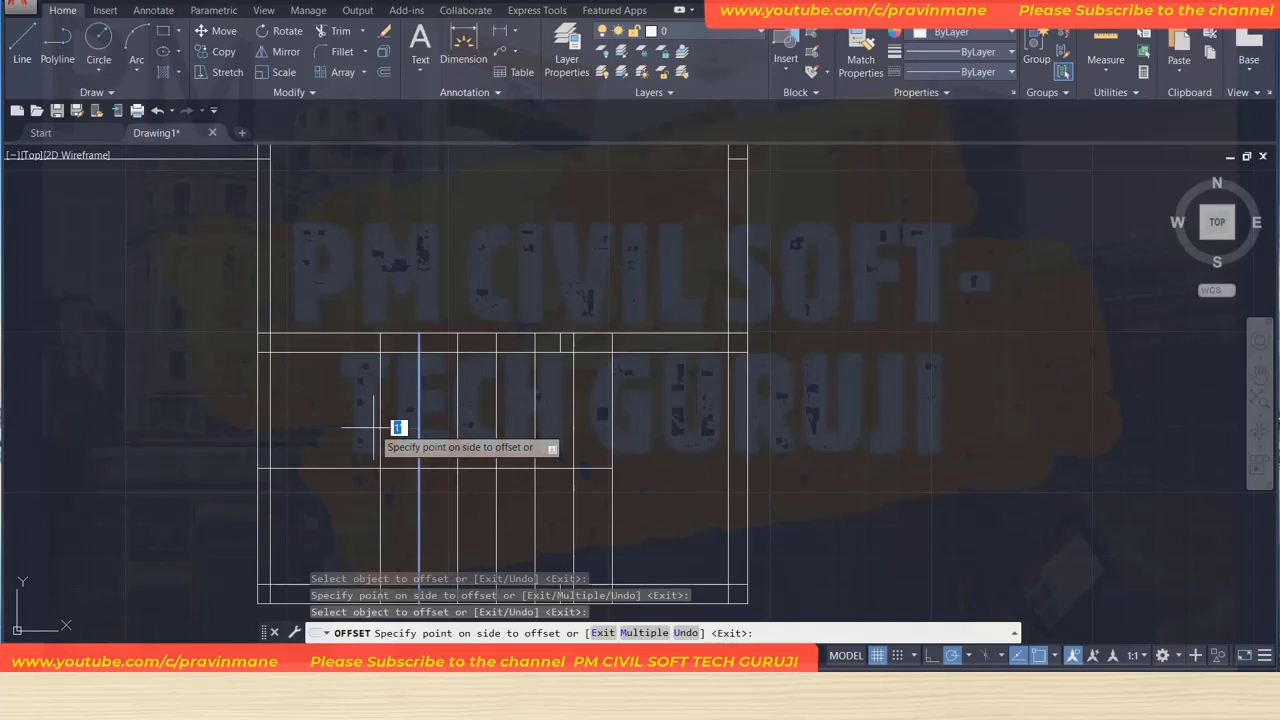 www.youtube.com/c/pravinmane Please Subscribe to the channel
Home Insert Annotate Parametric View Manage Output Add-ins Collaborate Express Tools Featured Apps
Move Rotate Trim 0 ByLayer
Line Polyline Circle Arc Copy Mirror Fillet Text Dimension Layer Properties Insert Match Properties ByLayer Group Measure Paste Base
Stretch Scale Array Table ByLayer
Draw Modify Annotation Layers Block Properties Groups Utilities Clipboard View
Start Drawing1*
[−][Top][2D Wireframe]
N
W TOP E
S
WCS
PM CIVIL SOFT-
TECH GURUJI
Specify point on side to offset or
Select object to offset or [Exit/Undo] <Exit>:
Specify point on side to offset or [Exit/Multiple/Undo] <Exit>:
Select object to offset or [Exit/Undo] <Exit>:
Y
X
OFFSET Specify point on side to offset or [Exit Multiple Undo] <Exit>:
www.youtube.com/c/pravinmane Please Subscribe to the channel PM CIVIL SOFT TECH GURUJI
MODEL 1:1